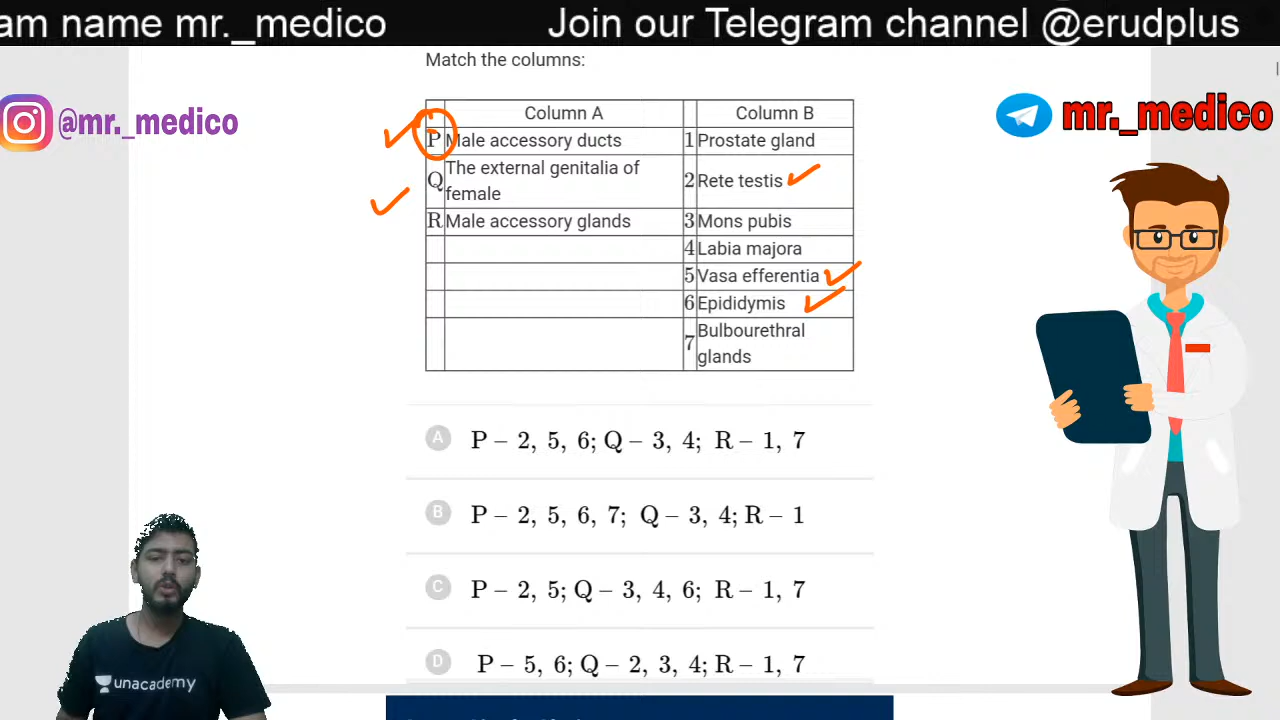 am name mr._medico Join our Telegram channel @erudplus
Match the columns:
@mr._medico
mr._medico
Column A Column B
P Male accessory ducts 1 Prostate gland
Q The external genitalia of female 2 Rete testis
R Male accessory glands 3 Mons pubis
4 Labia majora
5 Vasa efferentia
6 Epididymis
7 Bulbourethral glands
A P – 2, 5, 6; Q – 3, 4; R – 1, 7
B P – 2, 5, 6, 7; Q – 3, 4; R – 1
C P – 2, 5; Q – 3, 4, 6; R – 1, 7
D P – 5, 6; Q – 2, 3, 4; R – 1, 7
unacademy